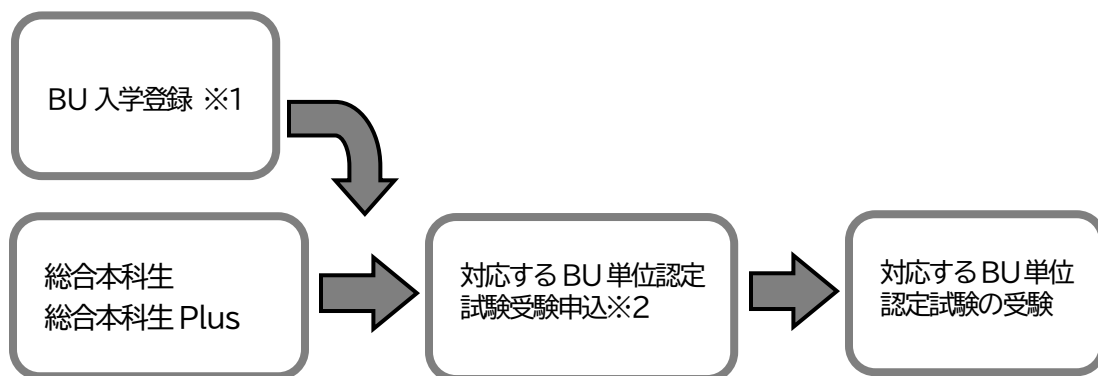 BU 入学登録 ※1
総合本科生
総合本科生 Plus
対応する BU 単位認定
試験受験申込※2
対応する BU 単位
認定試験の受験